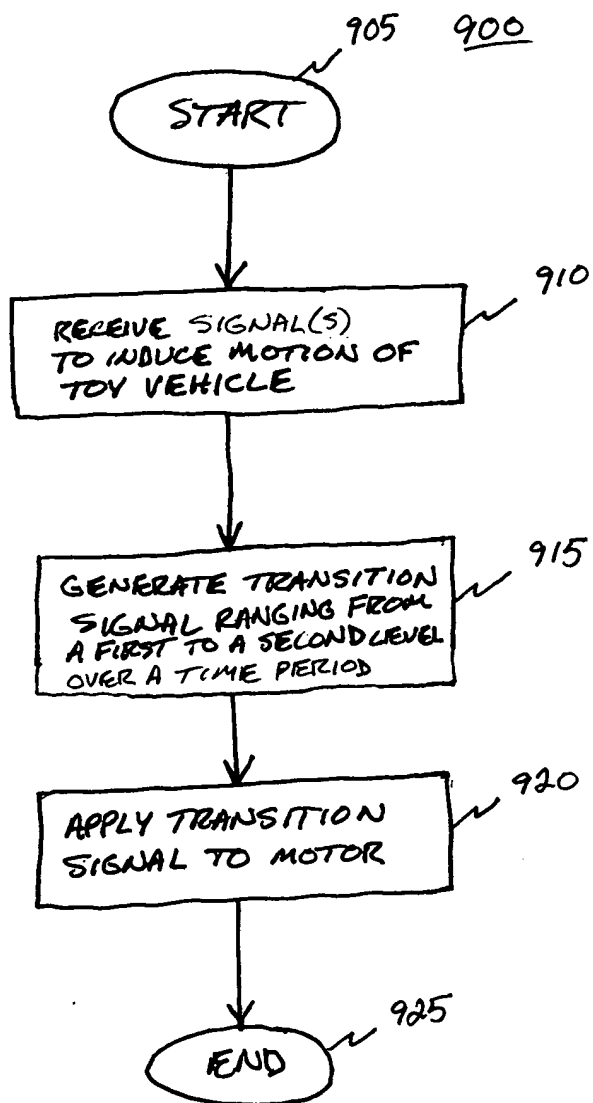 905 900
START
910
RECEIVE SIGNAL(S)
TO INDUCE MOTION OF
TOY VEHICLE
915
GENERATE TRANSITION
SIGNAL RANGING FROM
A FIRST TO A SECOND LEVEL
OVER A TIME PERIOD
920
APPLY TRANSITION
SIGNAL TO MOTOR
925
END